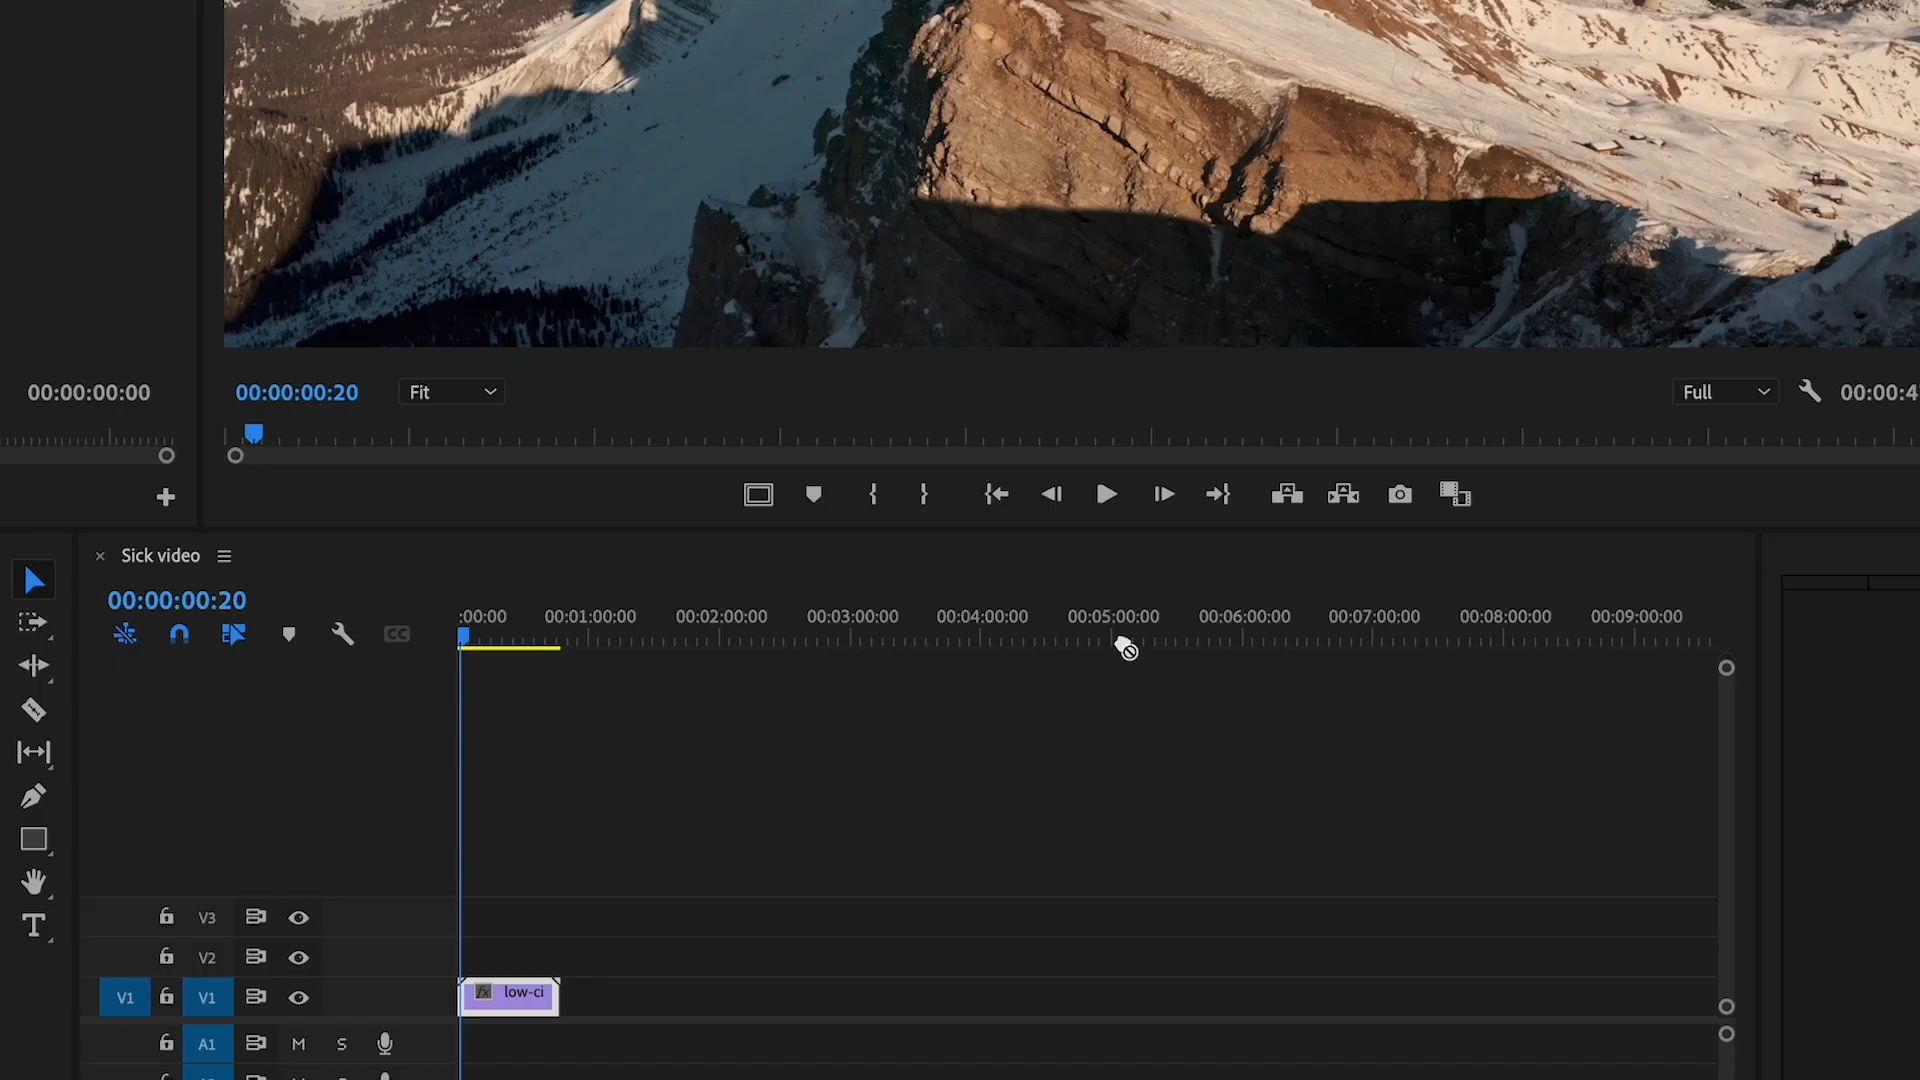 00:00:00:00
00:00:00:20
Fit
Full
00:00:4
Sick video
00:00:00:20
:00:00
00:01:00:00
00:02:00:00
00:03:00:00
00:04:00:00
00:05:00:00
00:06:00:00
00:07:00:00
00:08:00:00
00:09:00:00
CC
V3
V2
V1
V1
fx
low-ci
A1
M
S
T